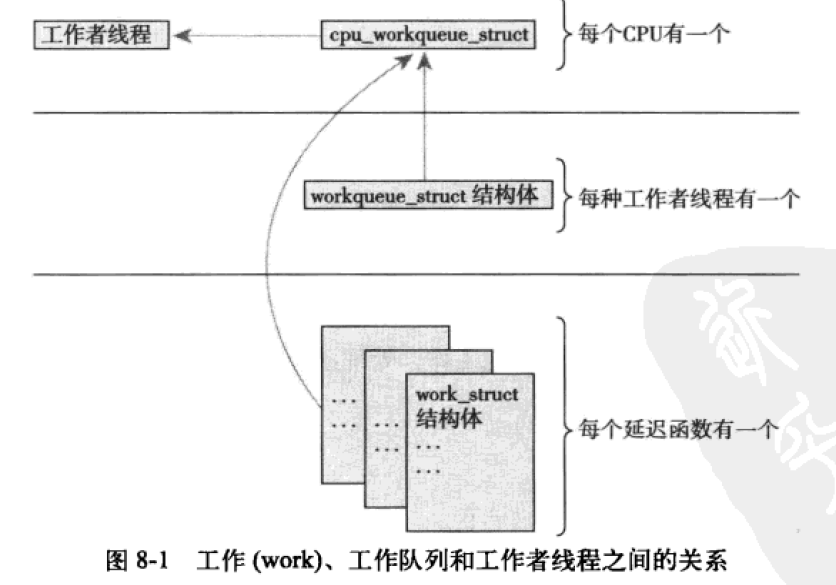 工作者线程
cpu_workqueue_struct
每个CPU有一个
workqueue_struct 结构体
每种工作者线程有一个
work_struct
结构体
...
...
...
...
...
...
每个延迟函数有一个
图 8-1 工作 (work)、工作队列和工作者线程之间的关系